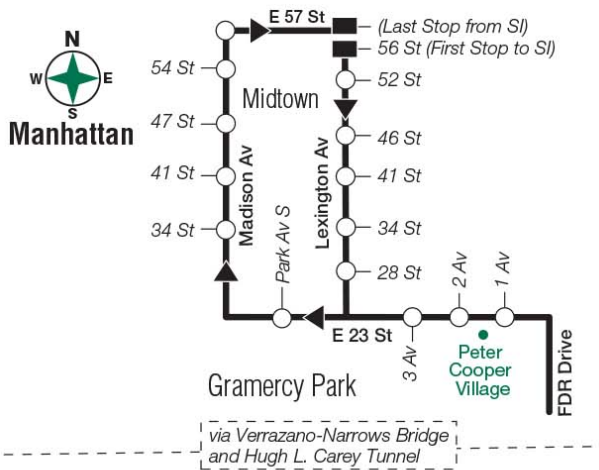 E 57 St
(Last Stop from SI)
56 St (First Stop to SI)
N
W
E
S
Manhattan
54 St
52 St
Midtown
47 St
46 St
41 St
41 St
Madison Av
Lexington Av
34 St
34 St
Park Av S
28 St
2 Av
1 Av
E 23 St
3 Av
Peter
Cooper
Village
FDR Drive
Gramercy Park
via Verrazano-Narrows Bridge
and Hugh L. Carey Tunnel